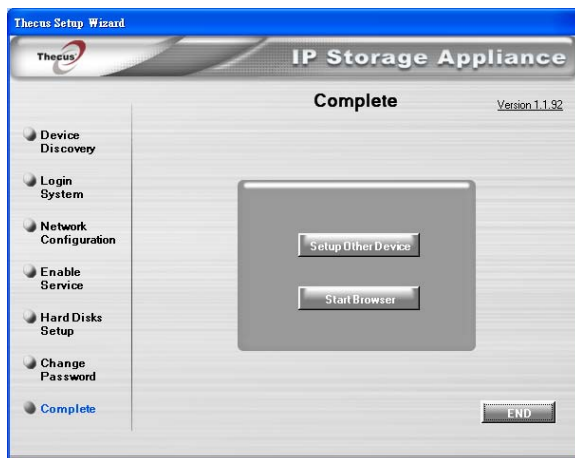 Thecus Setup Wizard
Thecus
IP Storage Appliance
Complete
Version 1.1.92
Device
Discovery
Login
System
Network
Configuration
Enable
Service
Hard Disks
Setup
Change
Password
Complete
Setup Other Device
Start Browser
END